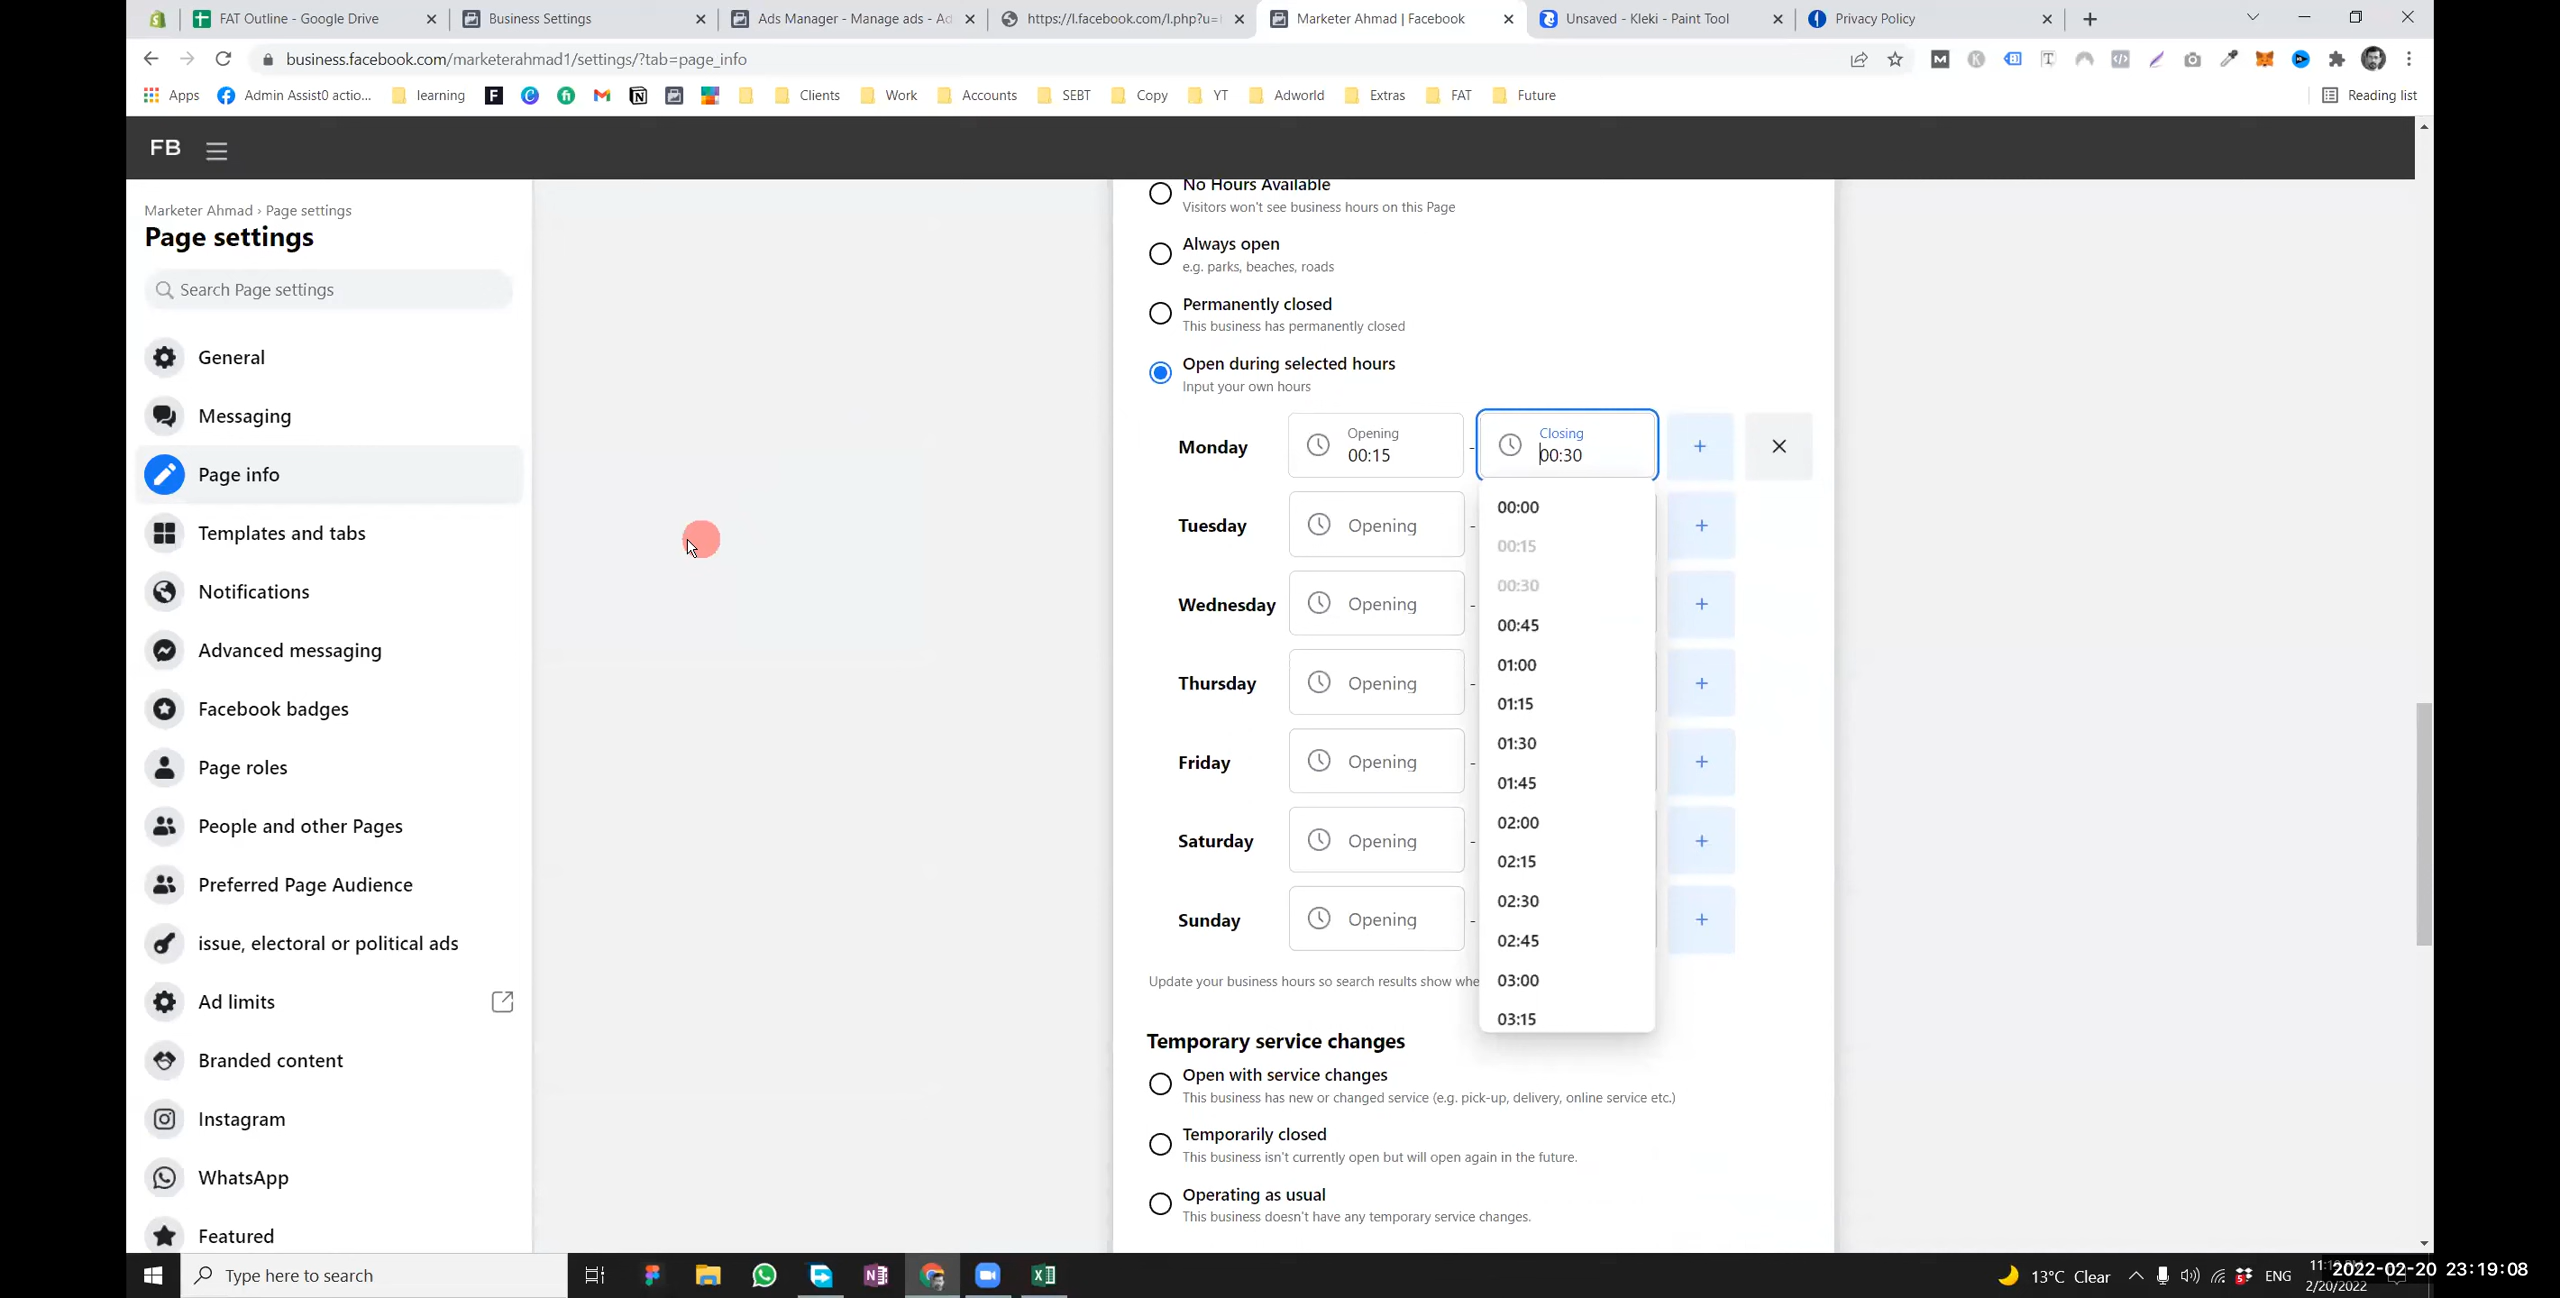 FAT Outline - Google Drive
Business Settings
Ads Manager - Manage ads - Ad
https://l.facebook.com/l.php?u=
Marketer Ahmad | Facebook
Unsaved - Kleki - Paint Tool
Privacy Policy
business.facebook.com/marketerahmad1/settings/?tab=page_info
Apps
Admin Assist0 actio...
learning
Clients
Work
Accounts
SEBT
Copy
YT
Adworld
Extras
FAT
Future
Reading list
FB
Marketer Ahmad › Page settings
Page settings
Search Page settings
General
Messaging
Page info
Templates and tabs
Notifications
Advanced messaging
Facebook badges
Page roles
People and other Pages
Preferred Page Audience
issue, electoral or political ads
Ad limits
Branded content
Instagram
WhatsApp
Featured
No Hours Available
Visitors won't see business hours on this Page
Always open
e.g. parks, beaches, roads
Permanently closed
This business has permanently closed
Open during selected hours
Input your own hours
Monday
Opening
00:15
-
Closing
00:30
+
Tuesday
Opening
-
+
Wednesday
Opening
-
+
Thursday
Opening
-
+
Friday
Opening
-
+
Saturday
Opening
-
+
Sunday
Opening
-
+
00:00
00:15
00:30
00:45
01:00
01:15
01:30
01:45
02:00
02:15
02:30
02:45
03:00
03:15
Update your business hours so search results show whe
Temporary service changes
Open with service changes
This business has new or changed service (e.g. pick-up, delivery, online service etc.)
Temporarily closed
This business isn't currently open but will open again in the future.
Operating as usual
This business doesn't have any temporary service changes.
Type here to search
13°C Clear
ENG
2/20/2022
2022-02-20 23:19:08